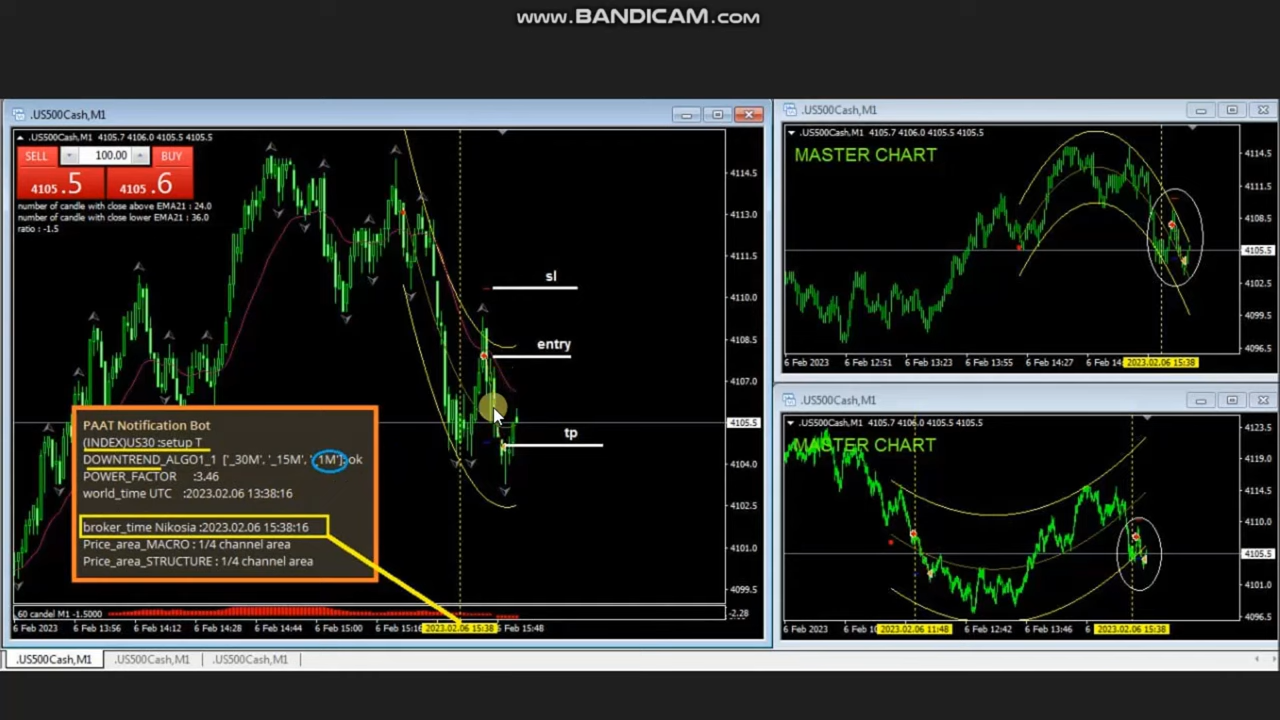 www.BANDICAM.com
.US500Cash,M1
.US500Cash,M1 4105.7 4106.0 4105.5 4105.5
SELL 100.00 BUY
4105 .5 4105 .6
number of candle with close above EMA21 : 24.0
number of candle with close lower EMA21 : 36.0
ratio : -1.5
4114.5
4113.0
4111.5
4110.0
4108.5
4107.0
4105.5
4104.0
4102.5
4101.0
4099.5
sl
entry
tp
PAAT Notification Bot
(INDEX)US30 :setup T
DOWNTREND_ALGO1_1 ['_30M', '_15M', '_1M']: ok
POWER_FACTOR :3.46
world_time UTC :2023.02.06 13:38:16
broker_time Nikosia :2023.02.06 15:38:16
Price_area_MACRO : 1/4 channel area
Price_area_STRUCTURE : 1/4 channel area
60 candel M1 -1.5000
-2.28
6 Feb 2023 6 Feb 13:56 6 Feb 14:12 6 Feb 14:28 6 Feb 14:44 6 Feb 15:00 6 Feb 15:16 2023.02.06 15:38 Feb 15:48
.US500Cash,M1 .US500Cash,M1 .US500Cash,M1
.US500Cash,M1
.US500Cash,M1 4105.7 4106.0 4105.5 4105.5
MASTER CHART
4114.5
4111.5
4108.5
4105.5
4102.5
4099.5
4096.5
6 Feb 2023 6 Feb 12:51 6 Feb 13:23 6 Feb 13:55 6 Feb 14:27 6 Feb 14: 2023.02.06 15:38
.US500Cash,M1
.US500Cash,M1 4105.7 4106.0 4105.5 4105.5
MASTER CHART
4123.5
4119.0
4114.5
4110.0
4105.5
4101.0
4096.5
6 Feb 2023 6 Feb 1 2023.02.06 11:48 6 Feb 12:42 6 Feb 13:46 6 2023.02.06 15:38